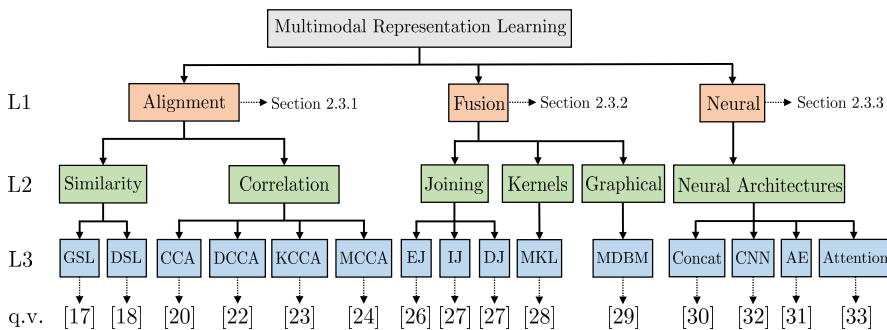 Multimodal Representation Learning
L1 Alignment Section 2.3.1 Fusion Section 2.3.2 Neural Section 2.3.3
L2 Similarity Correlation Joining Kernels Graphical Neural Architectures
L3 GSL DSL CCA DCCA KCCA MCCA EJ IJ DJ MKL MDBM Concat CNN AE Attention
q.v. [17] [18] [20] [22] [23] [24] [26] [27] [27] [28] [29] [30] [32] [31] [33]